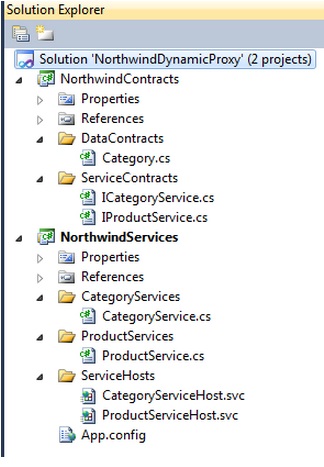 Solution Explorer
Solution 'NorthwindDynamicProxy' (2 projects)
NorthwindContracts
Properties
References
DataContracts
Category.cs
ServiceContracts
ICategoryService.cs
IProductService.cs
NorthwindServices
Properties
References
CategoryServices
CategoryService.cs
ProductServices
ProductService.cs
ServiceHosts
CategoryServiceHost.svc
ProductServiceHost.svc
App.config